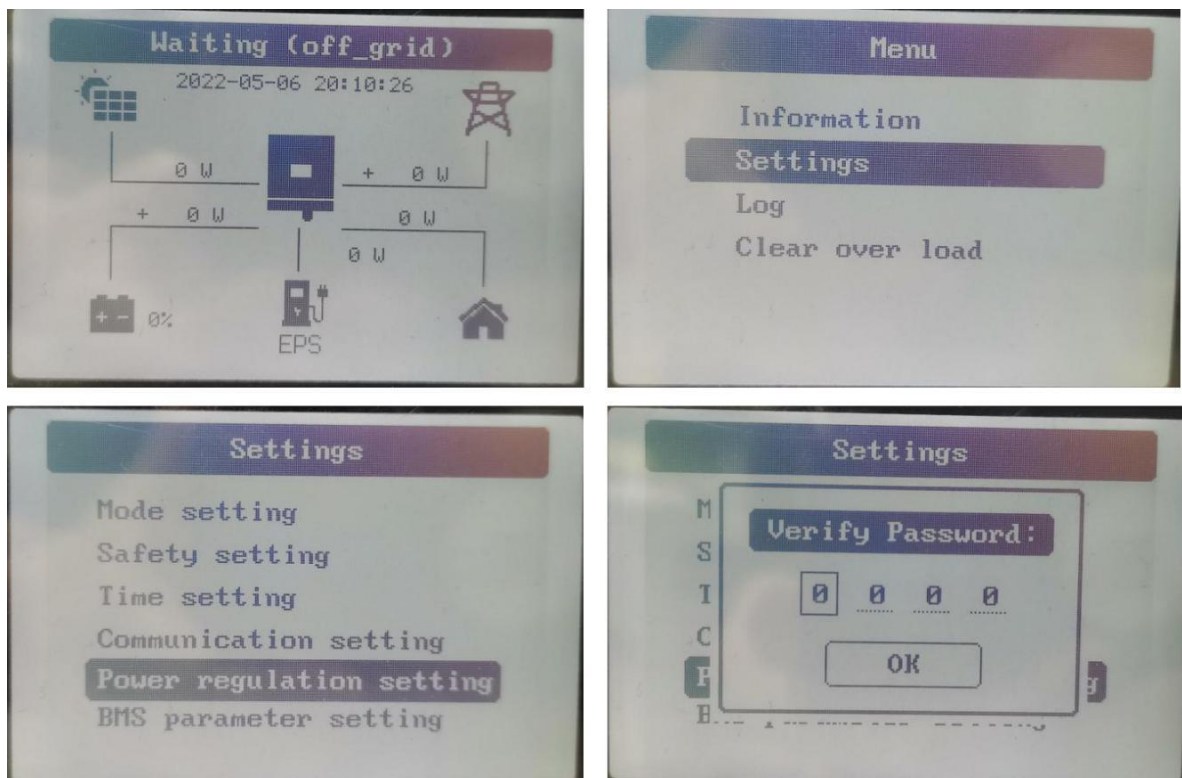 Waiting (off_grid)
2022-05-06 20:10:26
0 W
+ 0 W
+ 0 W
0 W
0 W
0%
EPS
Menu
Information
Settings
Log
Clear over load
Settings
Mode setting
Safety setting
Time setting
Communication setting
Power regulation setting
BMS parameter setting
Settings
Verify Password:
0 0 0 0
OK